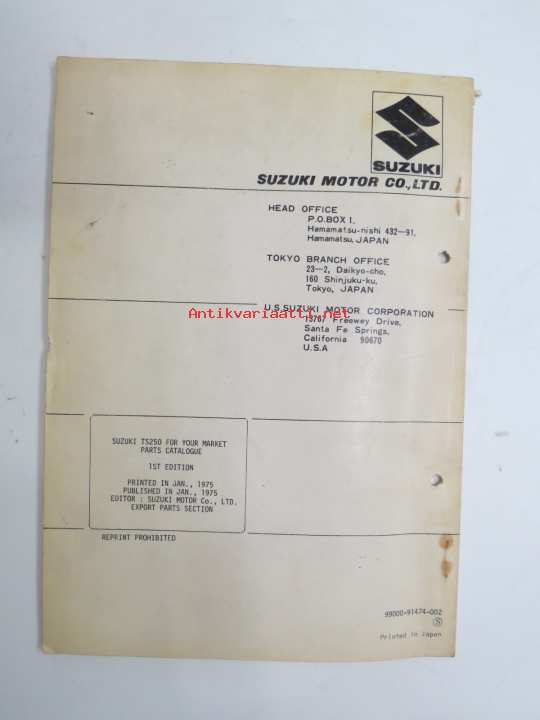 SUZUKI
SUZUKI MOTOR CO.,LTD.
HEAD OFFICE
P.O.BOX 1,
Hamamatsu-nishi 432—91,
Hamamatsu, JAPAN
TOKYO BRANCH OFFICE
23—2, Daikyo-cho,
160 Shinjuku-ku,
Tokyo, JAPAN
U.S.SUZUKI MOTOR CORPORATION
Antikvariaatti.net
13767 Freewey Drive,
Santa Fe Springs,
California 90670
U.S.A
SUZUKI TS250 FOR YOUR MARKET
PARTS CATALOGUE
1ST EDITION
PRINTED IN JAN., 1975
PUBLISHED IN JAN., 1975
EDITOR : SUZUKI MOTOR Co., LTD.
EXPORT PARTS SECTION
REPRINT PROHIBITED
99000-91474-002
Ⓢ
Printed in Japan